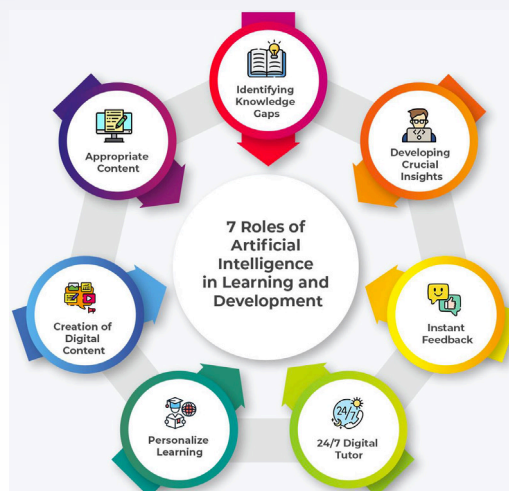 7 Roles of
Artificial
Intelligence
in Learning and
Development
Identifying
Knowledge
Gaps
Developing
Crucial
Insights
Instant
Feedback
24/7
24/7 Digital
Tutor
Personalize
Learning
Creation of
Digital
Content
Appropriate
Content